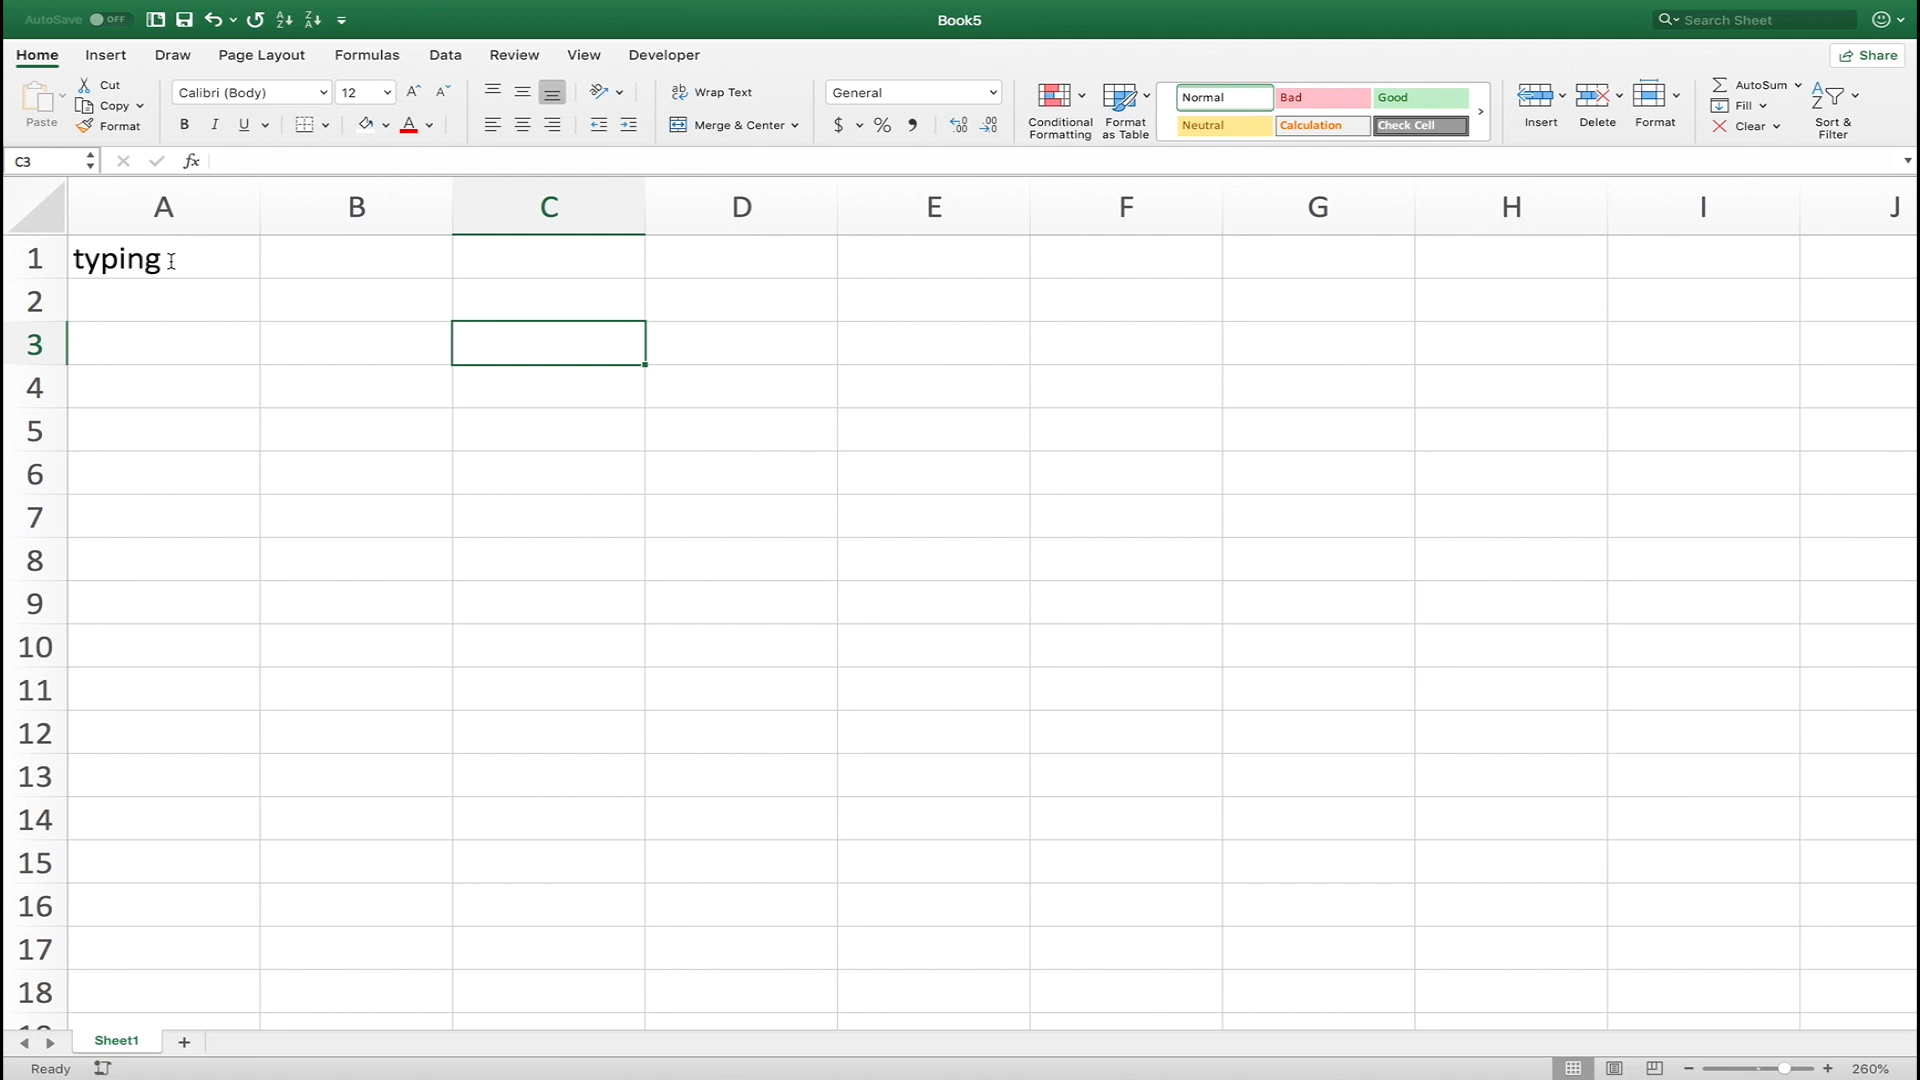 AutoSave OFF Book5 Search Sheet
Home Insert Draw Page Layout Formulas Data Review View Developer Share
Paste Cut Copy Format
Calibri (Body) 12
B I U A
Wrap Text
Merge & Center
General
$ % ,
Conditional Formatting
Format as Table
Normal Bad Good
Neutral Calculation Check Cell
Insert Delete Format
AutoSum
Fill
Clear
Sort & Filter
C3 fx
A B C D E F G H I J
1 typing
2
3
4
5
6
7
8
9
10
11
12
13
14
15
16
17
18
Sheet1 +
Ready 260%